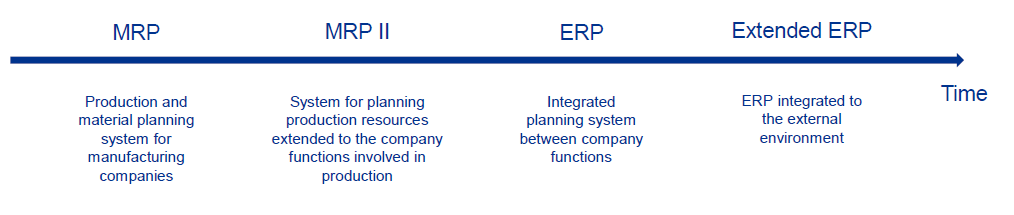 MRP
MRP II
ERP
Extended ERP
Time
Production and
material planning
system for
manufacturing
companies
System for planning
production resources
extended to the company
functions involved in
production
Integrated
planning system
between company
functions
ERP integrated to
the external
environment